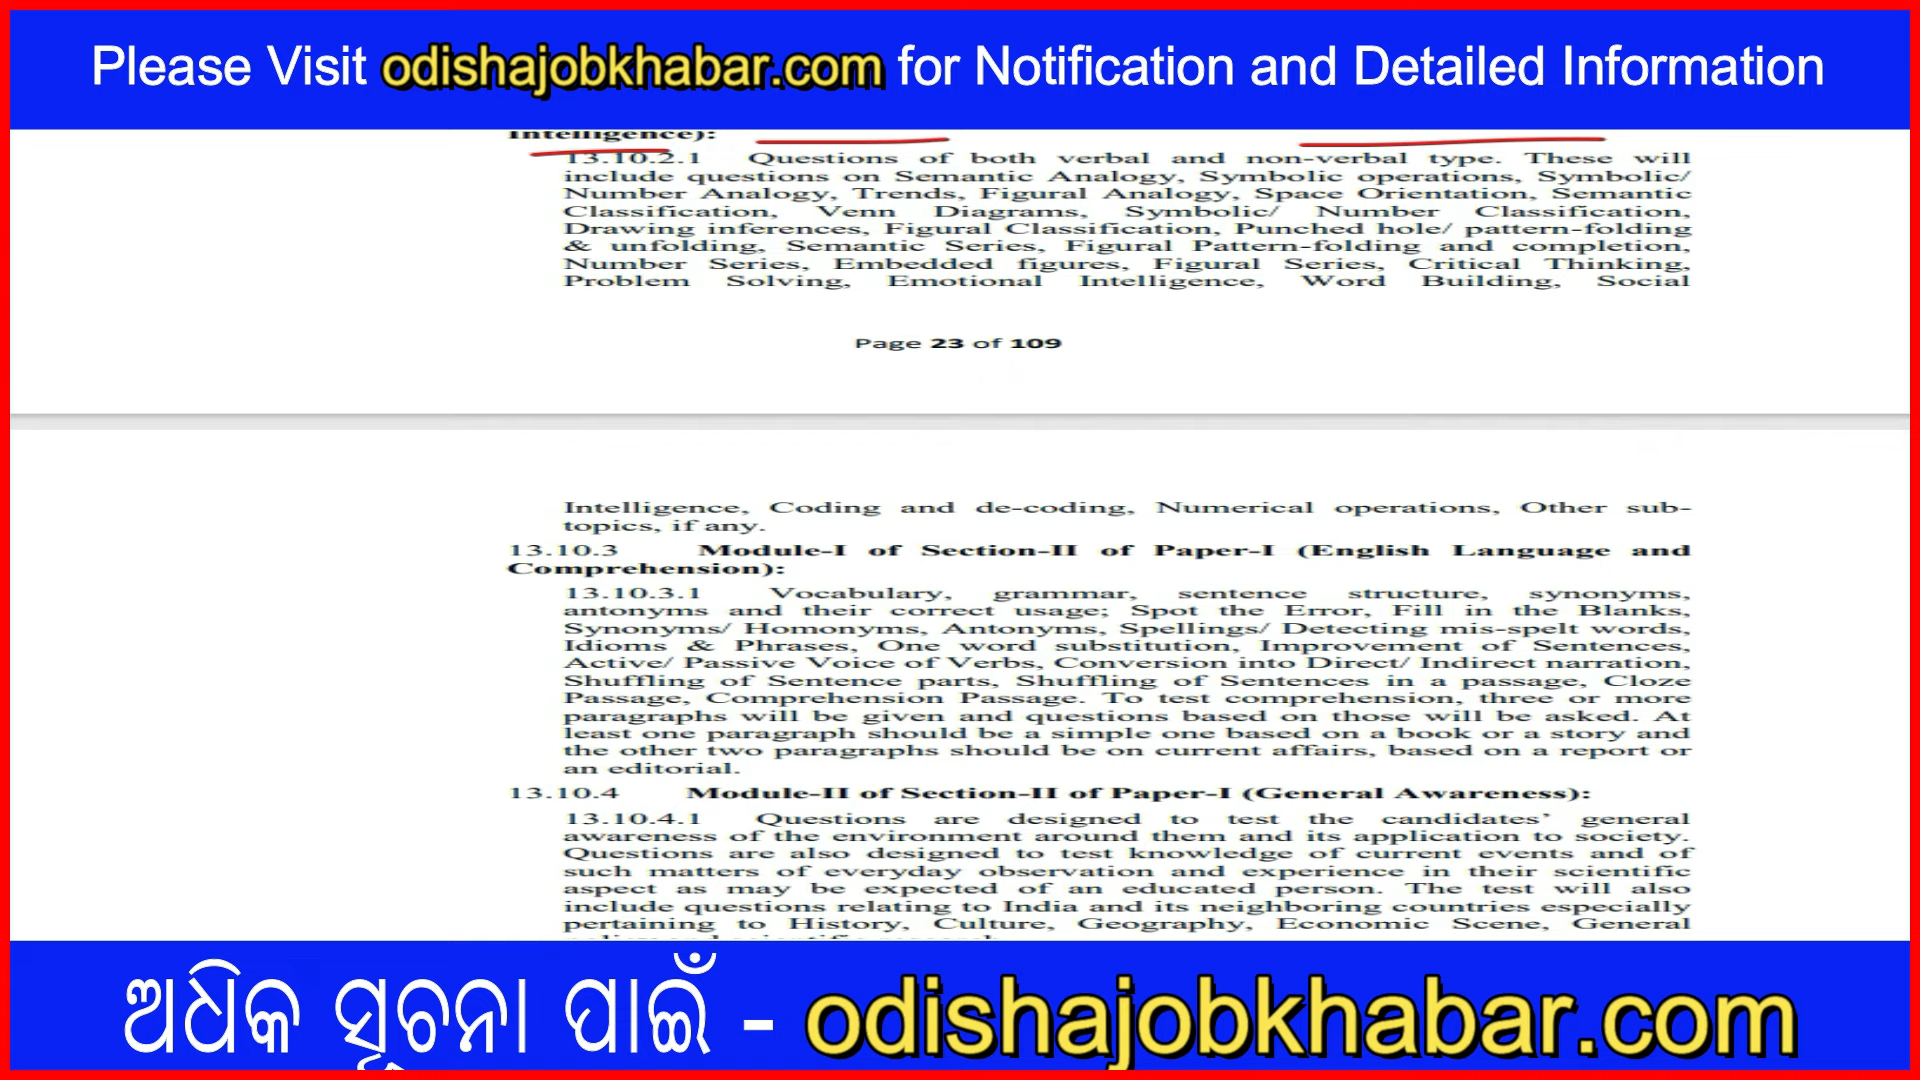 Please Visit odishajobkhabar.com for Notification and Detailed Information
Intelligence):
13.10.2.1 Questions of both verbal and non-verbal type. These will
include questions on Semantic Analogy, Symbolic operations, Symbolic/
Number Analogy, Trends, Figural Analogy, Space Orientation, Semantic
Classification, Venn Diagrams, Symbolic/ Number Classification,
Drawing inferences, Figural Classification, Punched hole/ pattern-folding
& unfolding, Semantic Series, Figural Pattern-folding and completion,
Number Series, Embedded figures, Figural Series, Critical Thinking,
Problem Solving, Emotional Intelligence, Word Building, Social
Page 23 of 109
Intelligence, Coding and de-coding, Numerical operations, Other sub-
topics, if any.
13.10.3 Module-I of Section-II of Paper-I (English Language and
Comprehension):
13.10.3.1 Vocabulary, grammar, sentence structure, synonyms,
antonyms and their correct usage; Spot the Error, Fill in the Blanks,
Synonyms/ Homonyms, Antonyms, Spellings/ Detecting mis-spelt words,
Idioms & Phrases, One word substitution, Improvement of Sentences,
Active/ Passive Voice of Verbs, Conversion into Direct/ Indirect narration,
Shuffling of Sentence parts, Shuffling of Sentences in a passage, Cloze
Passage, Comprehension Passage. To test comprehension, three or more
paragraphs will be given and questions based on those will be asked. At
least one paragraph should be a simple one based on a book or a story and
the other two paragraphs should be on current affairs, based on a report or
an editorial.
13.10.4 Module-II of Section-II of Paper-I (General Awareness):
13.10.4.1 Questions are designed to test the candidates’ general
awareness of the environment around them and its application to society.
Questions are also designed to test knowledge of current events and of
such matters of everyday observation and experience in their scientific
aspect as may be expected of an educated person. The test will also
include questions relating to India and its neighboring countries especially
pertaining to History, Culture, Geography, Economic Scene, General
ଅଧିକ ସୂଚନା ପାଇଁ - odishajobkhabar.com